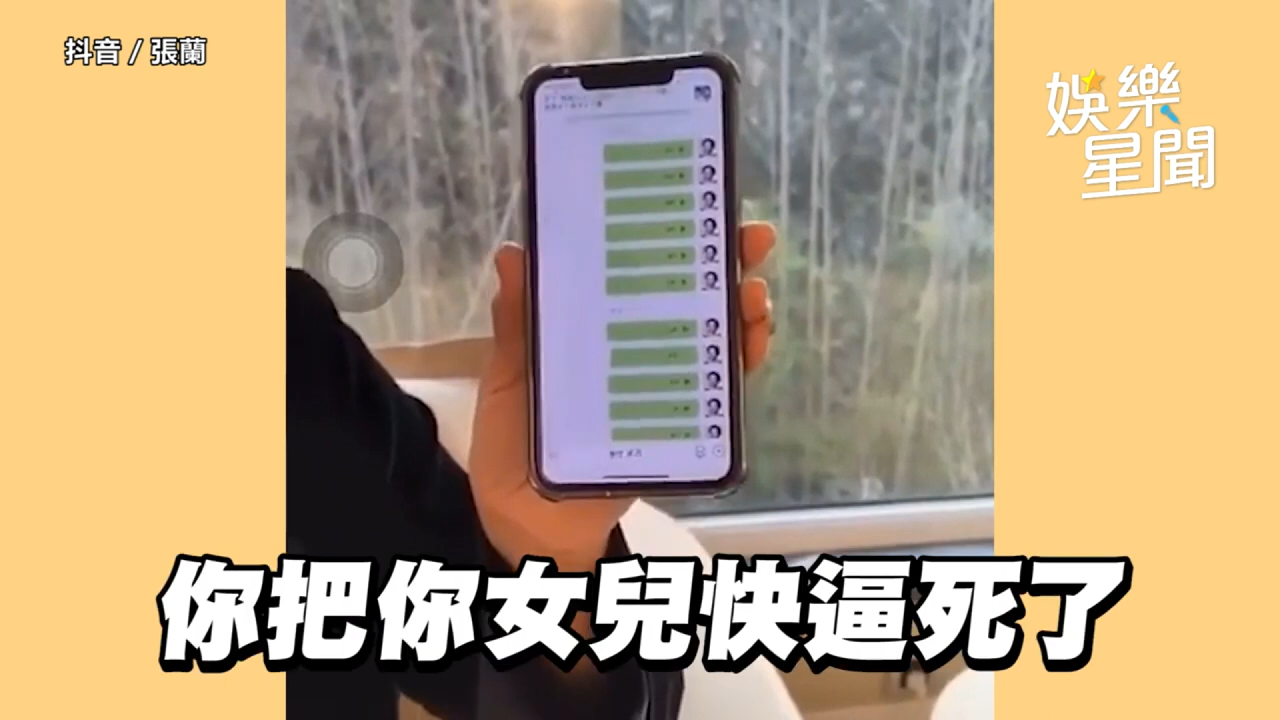 抖音 / 張蘭
娛樂
星聞
你把你女兒快逼死了